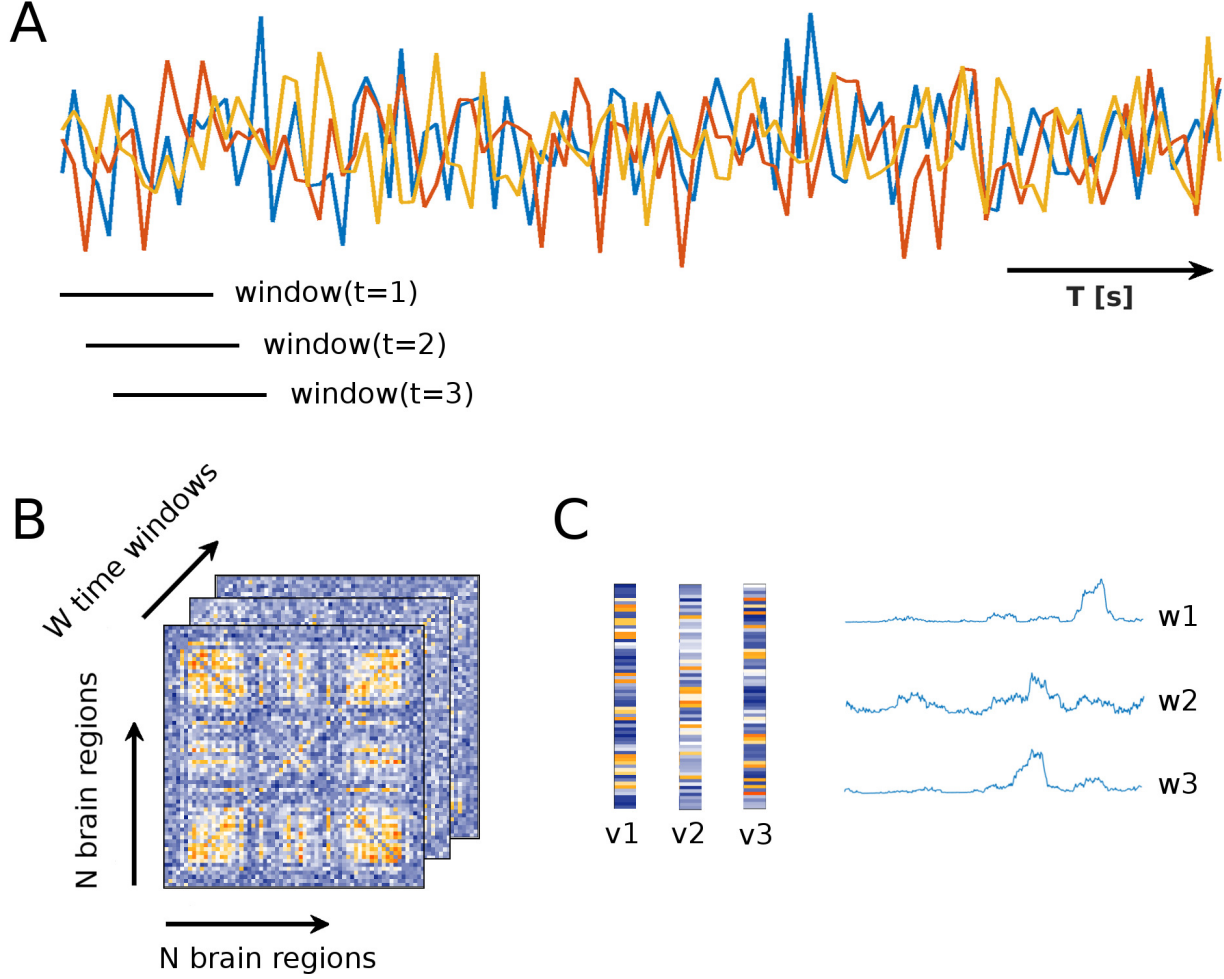 A
window(t=1)
T [s]
window(t=2)
window(t=3)
B
W time windows
N brain regions
N brain regions
C
v1
v2
v3
w1
w2
w3